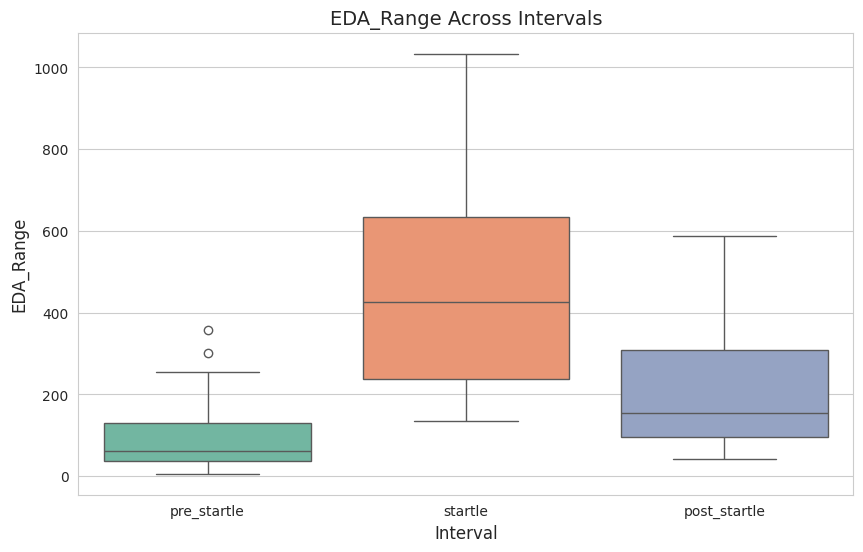 EDA_Range Across Intervals
EDA_Range
1000
800
600
400
200
0
pre_startle
startle
post_startle
Interval